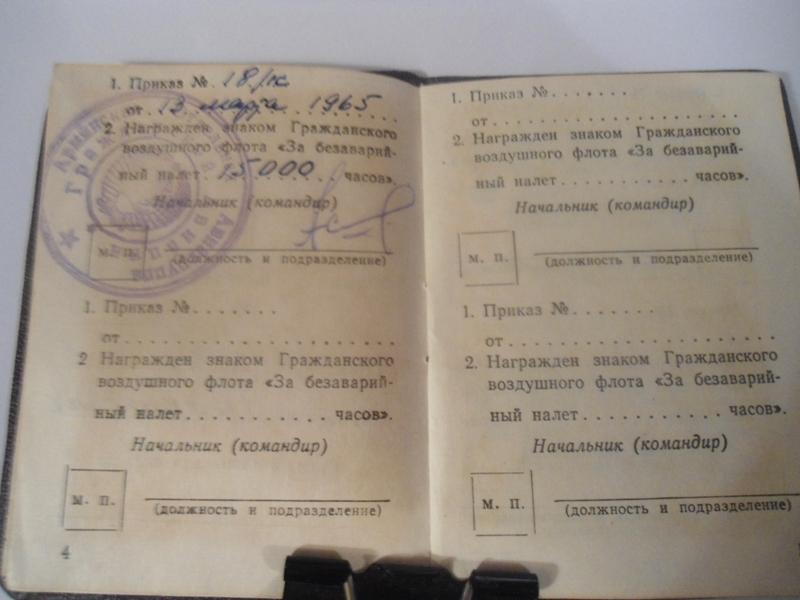 1. Приказ № 18/к
от 13 марта 1965
2. Награжден знаком Гражданского
воздушного флота «За безаварий-
ный налет 15000 часов».
Начальник (командир)
М. П.
(должность и подразделение)
1. Приказ № . . . . . . .
от . . . . . . . . . . . . . . . . . . . . . . .
2 Награжден знаком Гражданского
воздушного флота «За безаварий-
ный налет . . . . . . . . . . . часов».
Начальник (командир)
М. П.
(должность и подразделение)
4
1. Приказ № . . . . . . .
от . . . . . . . . . . . . . . . . . . . . . . .
2. Награжден знаком Гражданского
воздушного флота «За безаварий-
ный налет . . . . . . . . . . . часов».
Начальник (командир)
М. П.
(должность и подразделение)
1. Приказ № . . . . . . .
от . . . . . . . . . . . . . . . . . . . . . . .
2. Награжден знаком Гражданского
воздушного флота «За безаварий-
ный налет . . . . . . . . . . . часов».
Начальник (командир)
М. П.
(должность и подразделение)